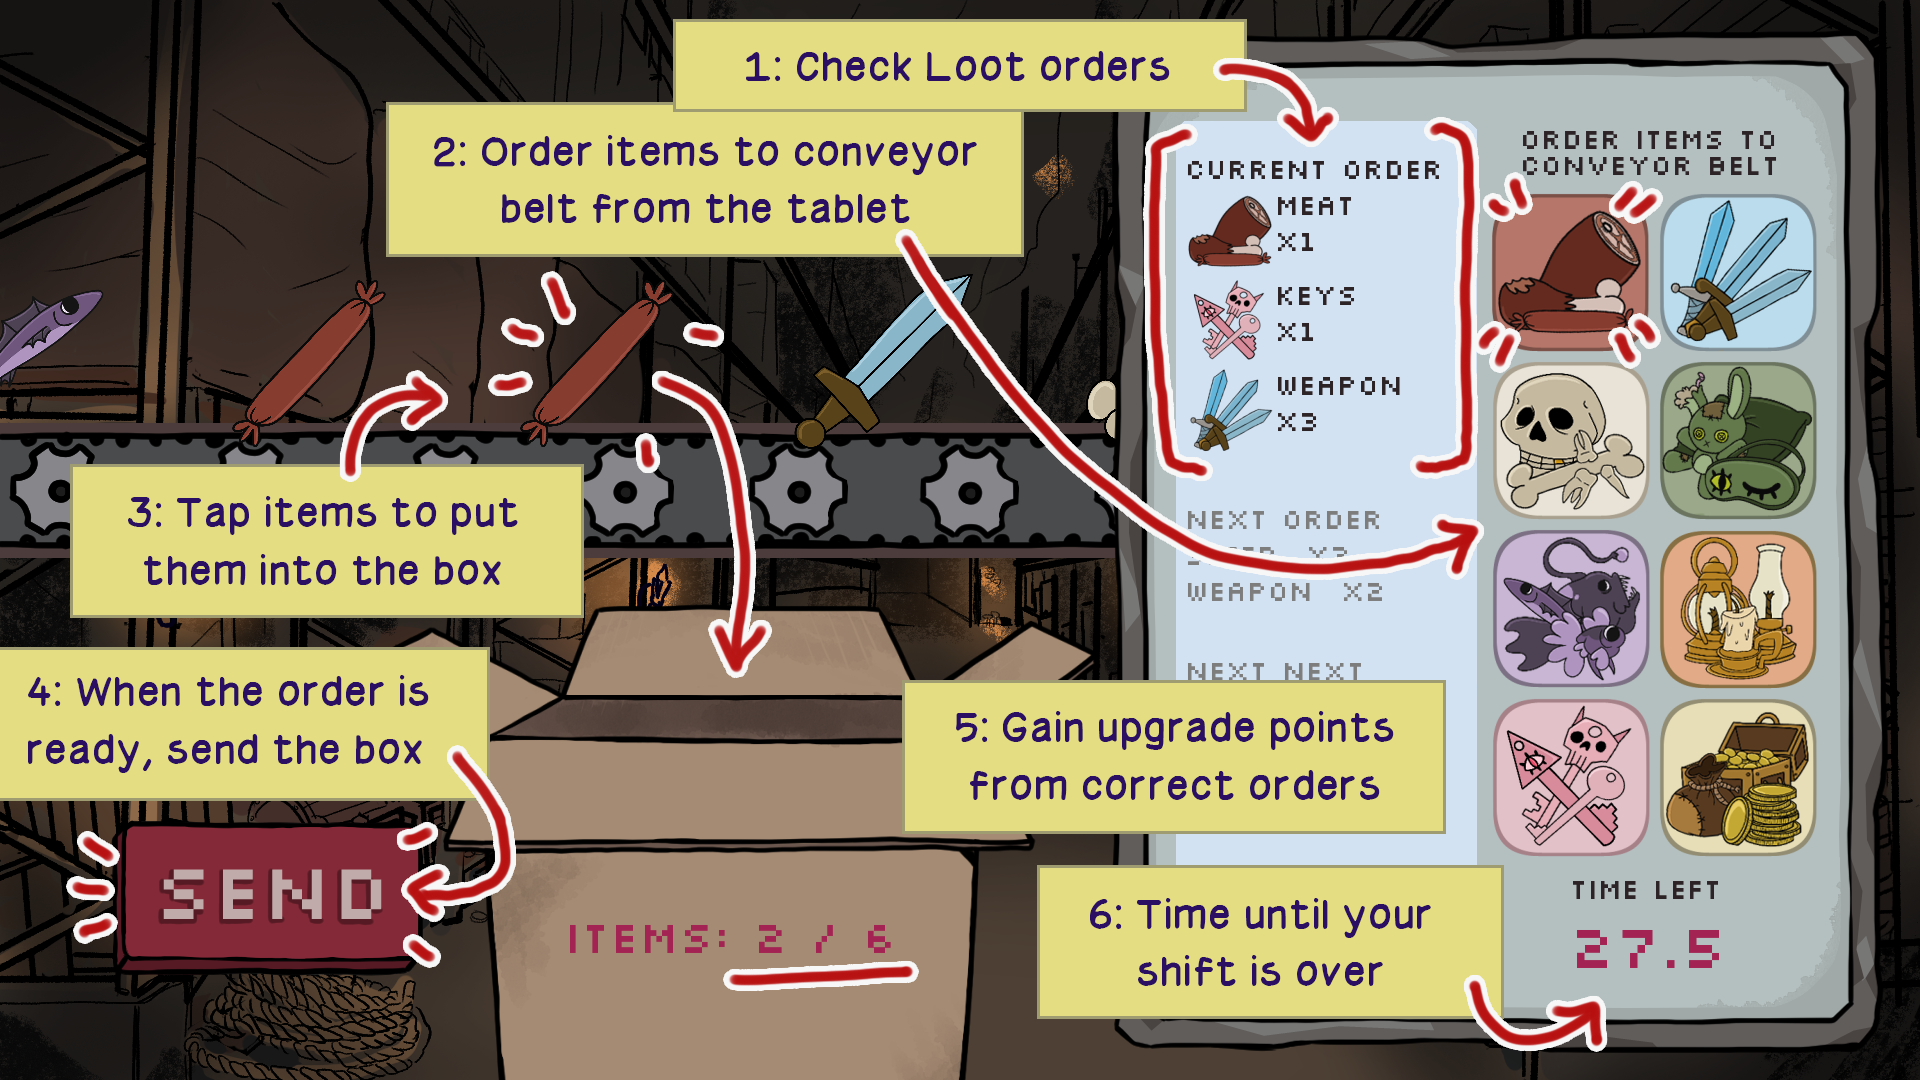 1: Check Loot orders
2: Order items to conveyor
belt from the tablet
3: Tap items to put
them into the box
4: When the order is
ready, send the box
5: Gain upgrade points
from correct orders
6: Time until your
shift is over
CURRENT ORDER
MEAT
X1
KEYS
X1
WEAPON
X3
NEXT ORDER
WEAPON X2
NEXT NEXT
ORDER ITEMS TO
CONVEYOR BELT
TIME LEFT
27.5
SEND
ITEMS: 2 / 6